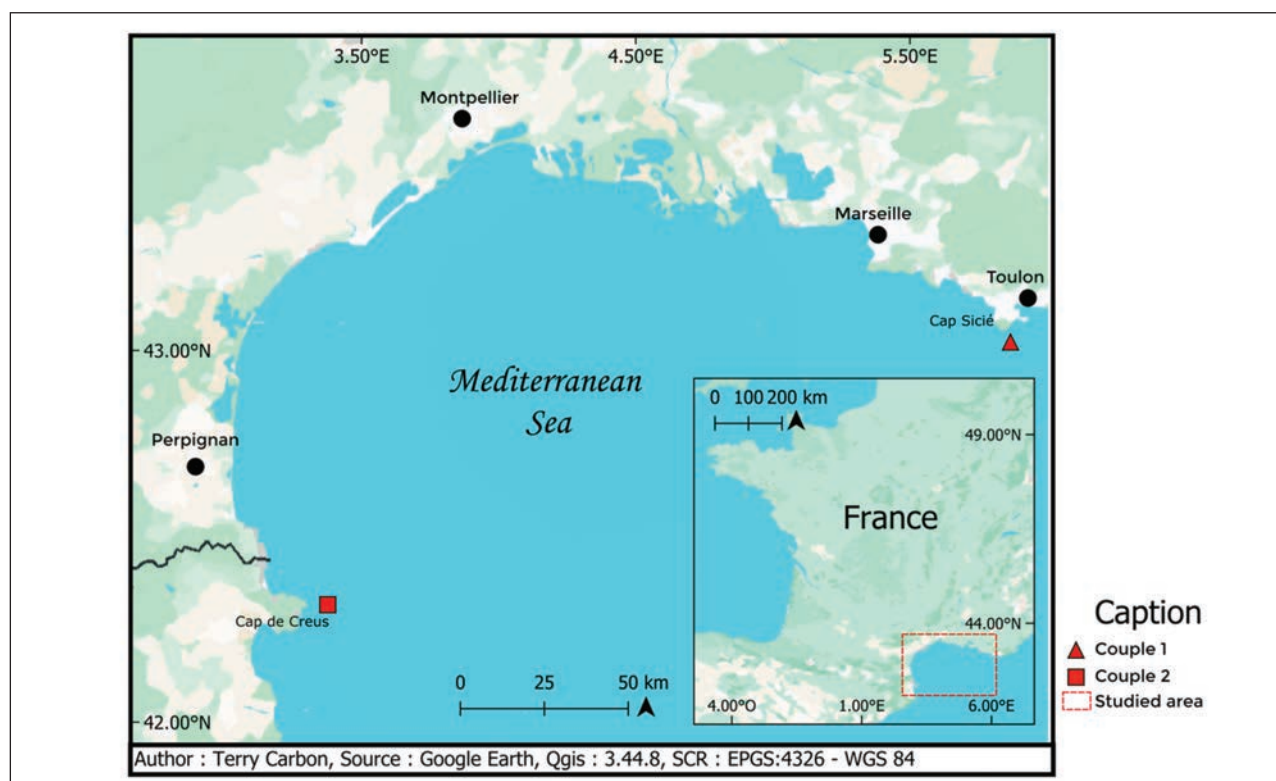 3.50°E 4.50°E 5.50°E
Montpellier
Marseille
Toulon
Cap Sicié
43.00°N
Mediterranean
Sea
Perpignan
Cap de Creus
0 25 50 km
42.00°N
0 100 200 km
49.00°N
France
44.00°N
4.00°O 1.00°E 6.00°E
Caption
Couple 1
Couple 2
Studied area
Author : Terry Carbon, Source : Google Earth, Qgis : 3.44.8, SCR : EPGS:4326 - WGS 84